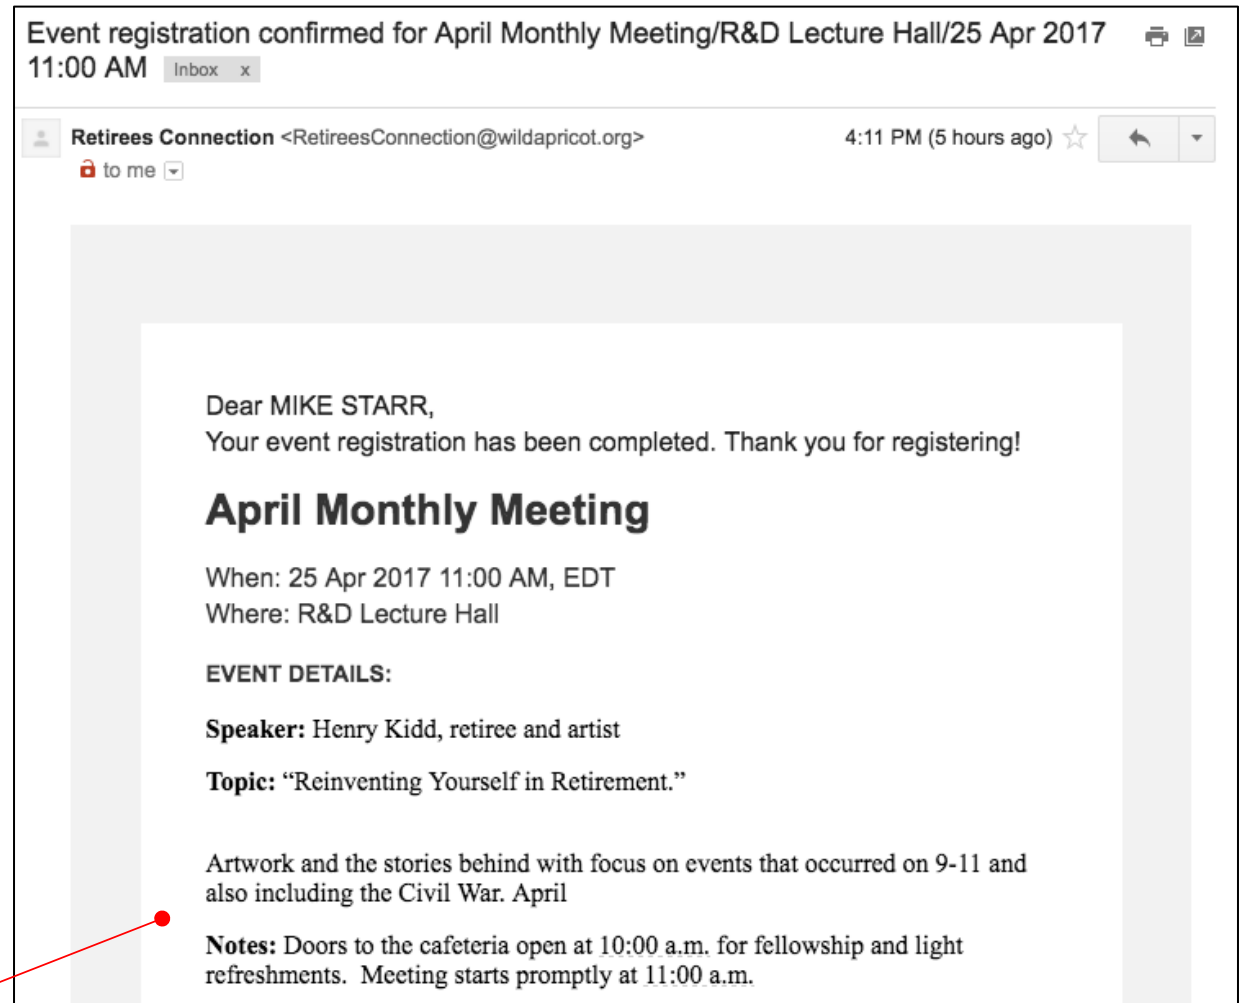 Event registration confirmed for April Monthly Meeting/R&D Lecture Hall/25 Apr 2017
11:00 AM Inbox x
Retirees Connection <RetireesConnection@wildapricot.org> 4:11 PM (5 hours ago)
to me
Dear MIKE STARR,
Your event registration has been completed. Thank you for registering!
April Monthly Meeting
When: 25 Apr 2017 11:00 AM, EDT
Where: R&D Lecture Hall
EVENT DETAILS:
Speaker: Henry Kidd, retiree and artist
Topic: “Reinventing Yourself in Retirement.”
Artwork and the stories behind with focus on events that occurred on 9-11 and
also including the Civil War. April
Notes: Doors to the cafeteria open at 10:00 a.m. for fellowship and light
refreshments.  Meeting starts promptly at 11:00 a.m.